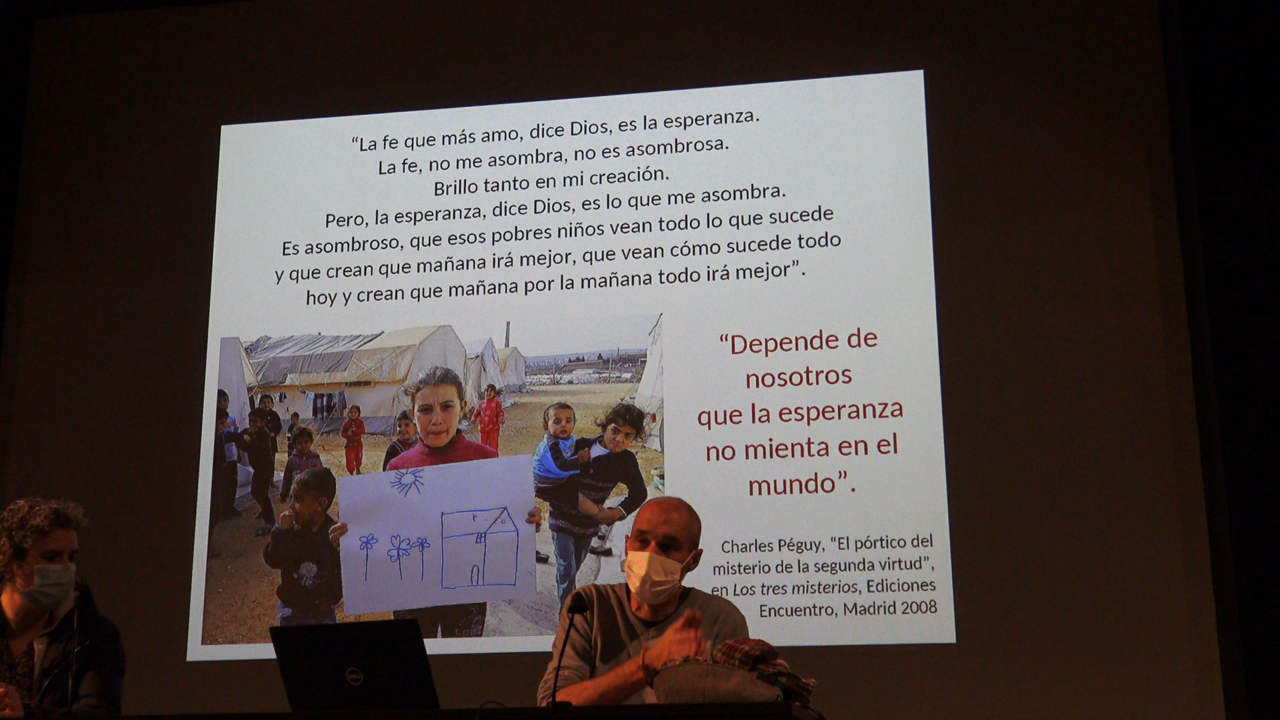 “La fe que más amo, dice Dios, es la esperanza.
La fe, no me asombra, no es asombrosa.
Brillo tanto en mi creación.
Pero, la esperanza, dice Dios, es lo que me asombra.
Es asombroso, que esos pobres niños vean todo lo que sucede
y que crean que mañana irá mejor, que vean cómo sucede todo
hoy y crean que mañana por la mañana todo irá mejor”.
“Depende de
nosotros
que la esperanza
no mienta en el
mundo”.
Charles Péguy, “El pórtico del
misterio de la segunda virtud”,
en Los tres misterios, Ediciones
Encuentro, Madrid 2008
DELL